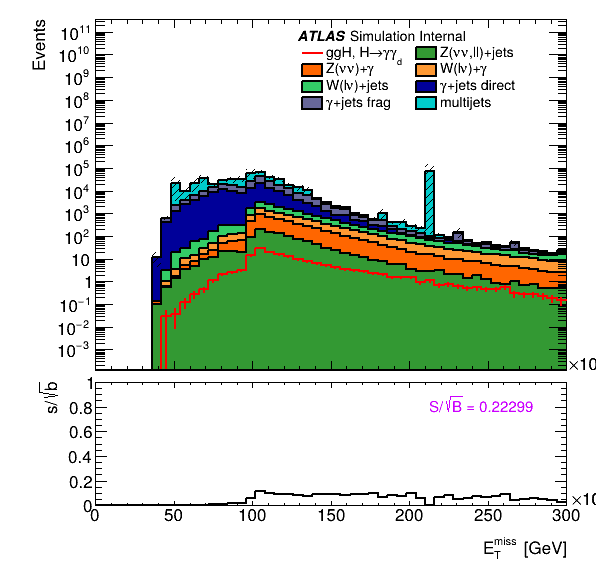 Events
10¹¹
10¹⁰
10⁹
10⁸
10⁷
10⁶
10⁵
10⁴
10³
10²
10
1
10⁻¹
10⁻²
10⁻³
ATLAS Simulation Internal
ggH, H→γγ_d
Z(νν,ll)+jets
Z(νν)+γ
W(lν)+γ
W(lν)+jets
γ+jets direct
γ+jets frag
multijets
×10
s/√b
1
0.8
0.6
0.4
0.2
0
S/√B = 0.22299
×10
0 50 100 150 200 250 300
E_T^miss [GeV]